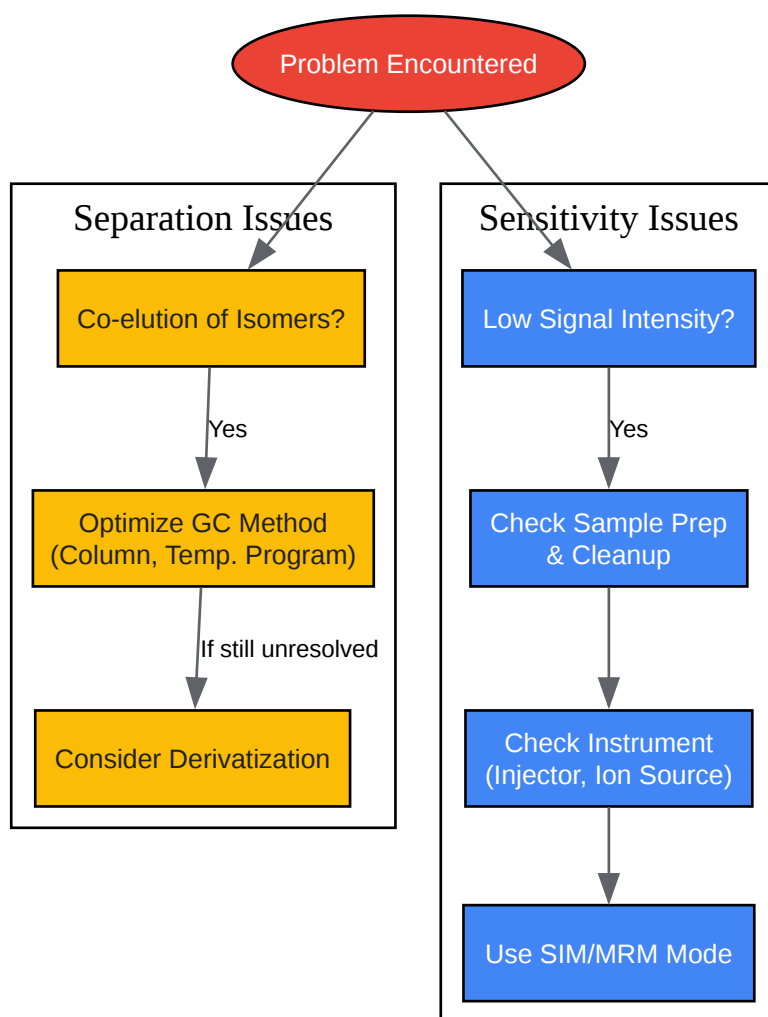 Problem Encountered
Separation Issues
Co-elution of Isomers?
Yes
Optimize GC Method
(Column, Temp. Program)
If still unresolved
Consider Derivatization
Sensitivity Issues
Low Signal Intensity?
Yes
Check Sample Prep
& Cleanup
Check Instrument
(Injector, Ion Source)
Use SIM/MRM Mode